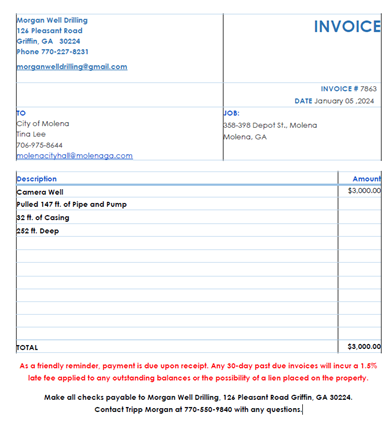 Morgan Well Drilling
126 Pleasant Road
Griffin, GA 30224
Phone 770-227-8231
morganwelldrilling@gmail.com
INVOICE
INVOICE # 7863
DATE January 05 ,2024
TO
City of Molena
Tina Lee
706-975-8644
molenacityhall@molenaga.com
JOB:
358-398 Depot St., Molena
Molena, GA
Description Amount
Camera Well $3,000.00
Pulled 147 ft. of Pipe and Pump
32 ft. of Casing
252 ft. Deep
TOTAL $3,000.00
As a friendly reminder, payment is due upon receipt. Any 30-day past due invoices will incur a 1.5%
late fee applied to any outstanding balances or the possibility of a lien placed on the property.
Make all checks payable to Morgan Well Drilling, 126 Pleasant Road Griffin, GA 30224.
Contact Tripp Morgan at 770-550-9840 with any questions.